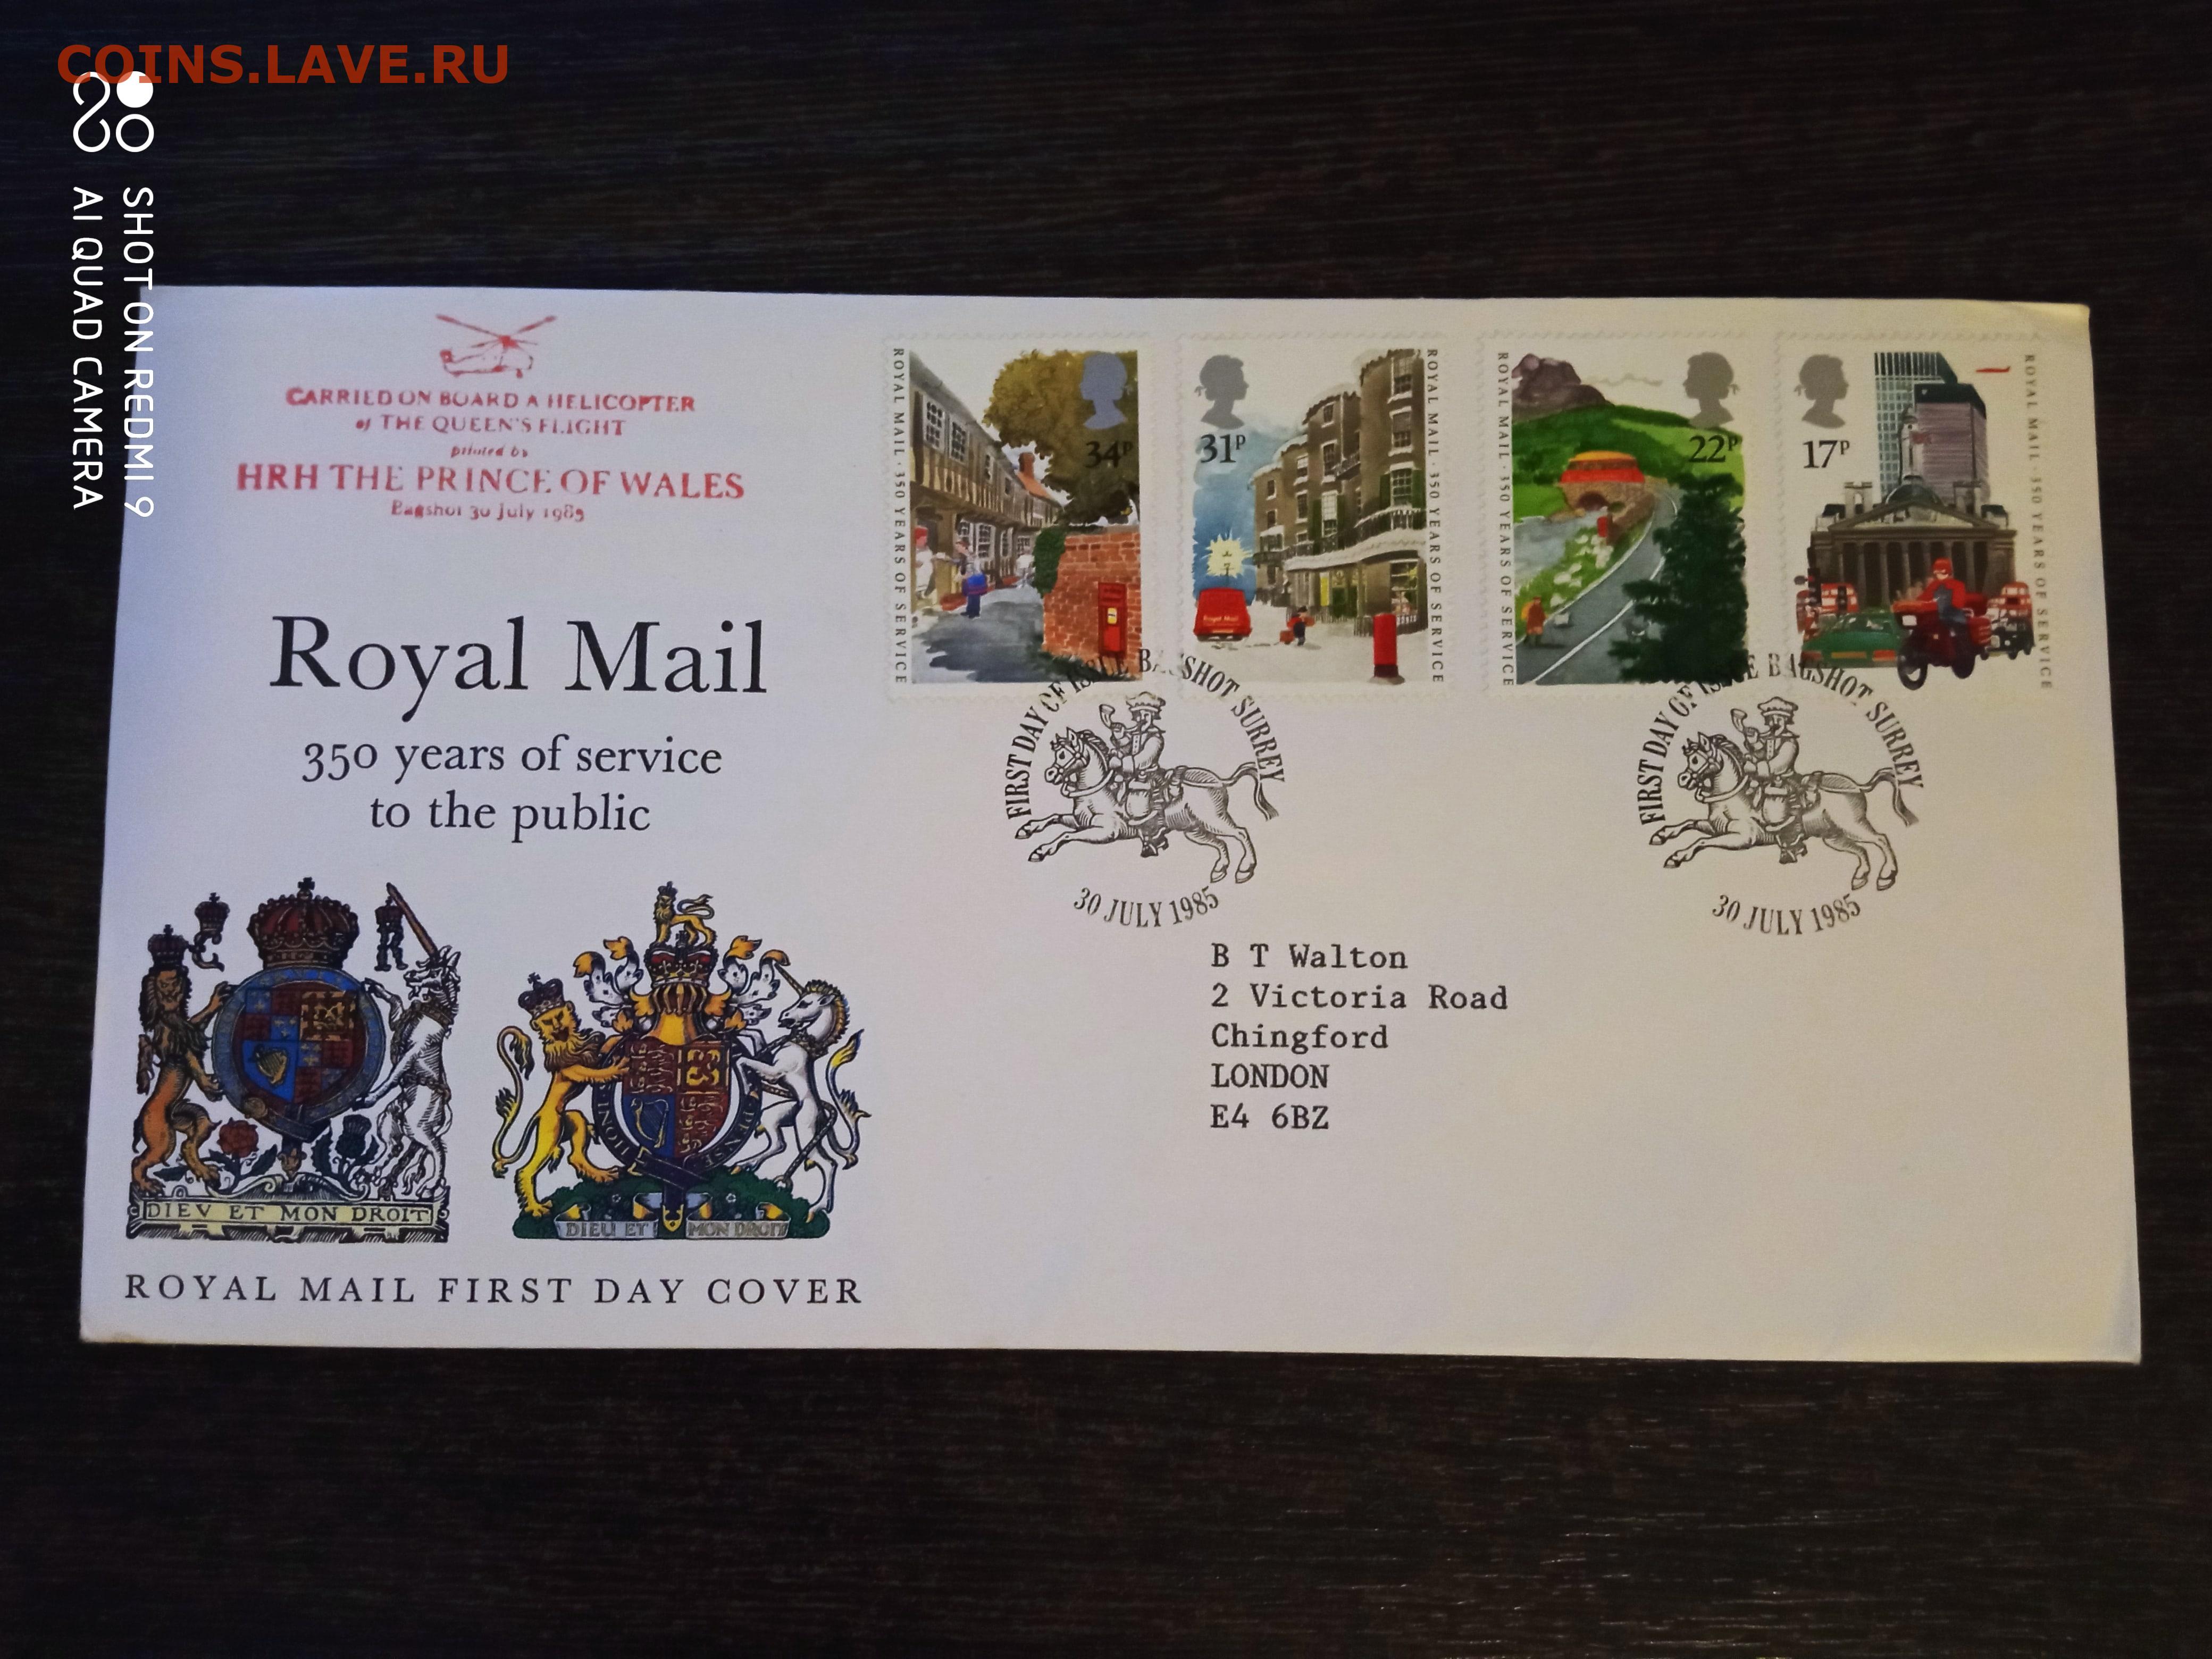 COINS.LAVE.RU
SHOT ON REDMI 9
AI QUAD CAMERA
CARRIED ON BOARD A HELICOPTER
of THE QUEEN'S FLIGHT
HRH THE PRINCE OF WALES
Bagshot 30 July 1985
Royal Mail
350 years of service
to the public
DIEV ET MON DROIT
DIEU ET MON DROIT
ROYAL MAIL FIRST DAY COVER
ROYAL MAIL · 350 YEARS OF SERVICE
34P
31P
ROYAL MAIL · 350 YEARS OF SERVICE
Royal Mail
ROYAL MAIL · 350 YEARS OF SERVICE
22P
17P
ROYAL MAIL · 350 YEARS OF SERVICE
FIRST DAY OF ISSUE BAGSHOT SURREY
30 JULY 1985
FIRST DAY OF ISSUE BAGSHOT SURREY
30 JULY 1985
B T Walton
2 Victoria Road
Chingford
LONDON
E4 6BZ